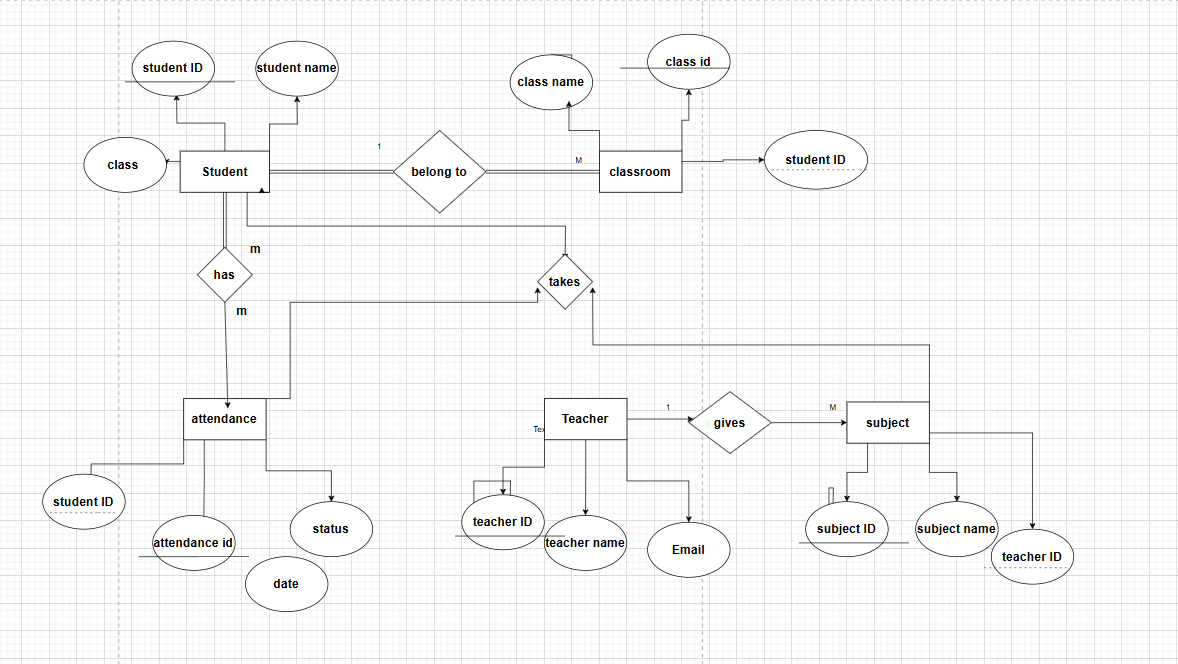 student ID
student name
class name
class id
class
Student
1
belong to
M
classroom
student ID
m
has
takes
m
attendance
Teacher
1
gives
M
subject
student ID
attendance id
status
date
teacher ID
teacher name
Email
subject ID
subject name
teacher ID